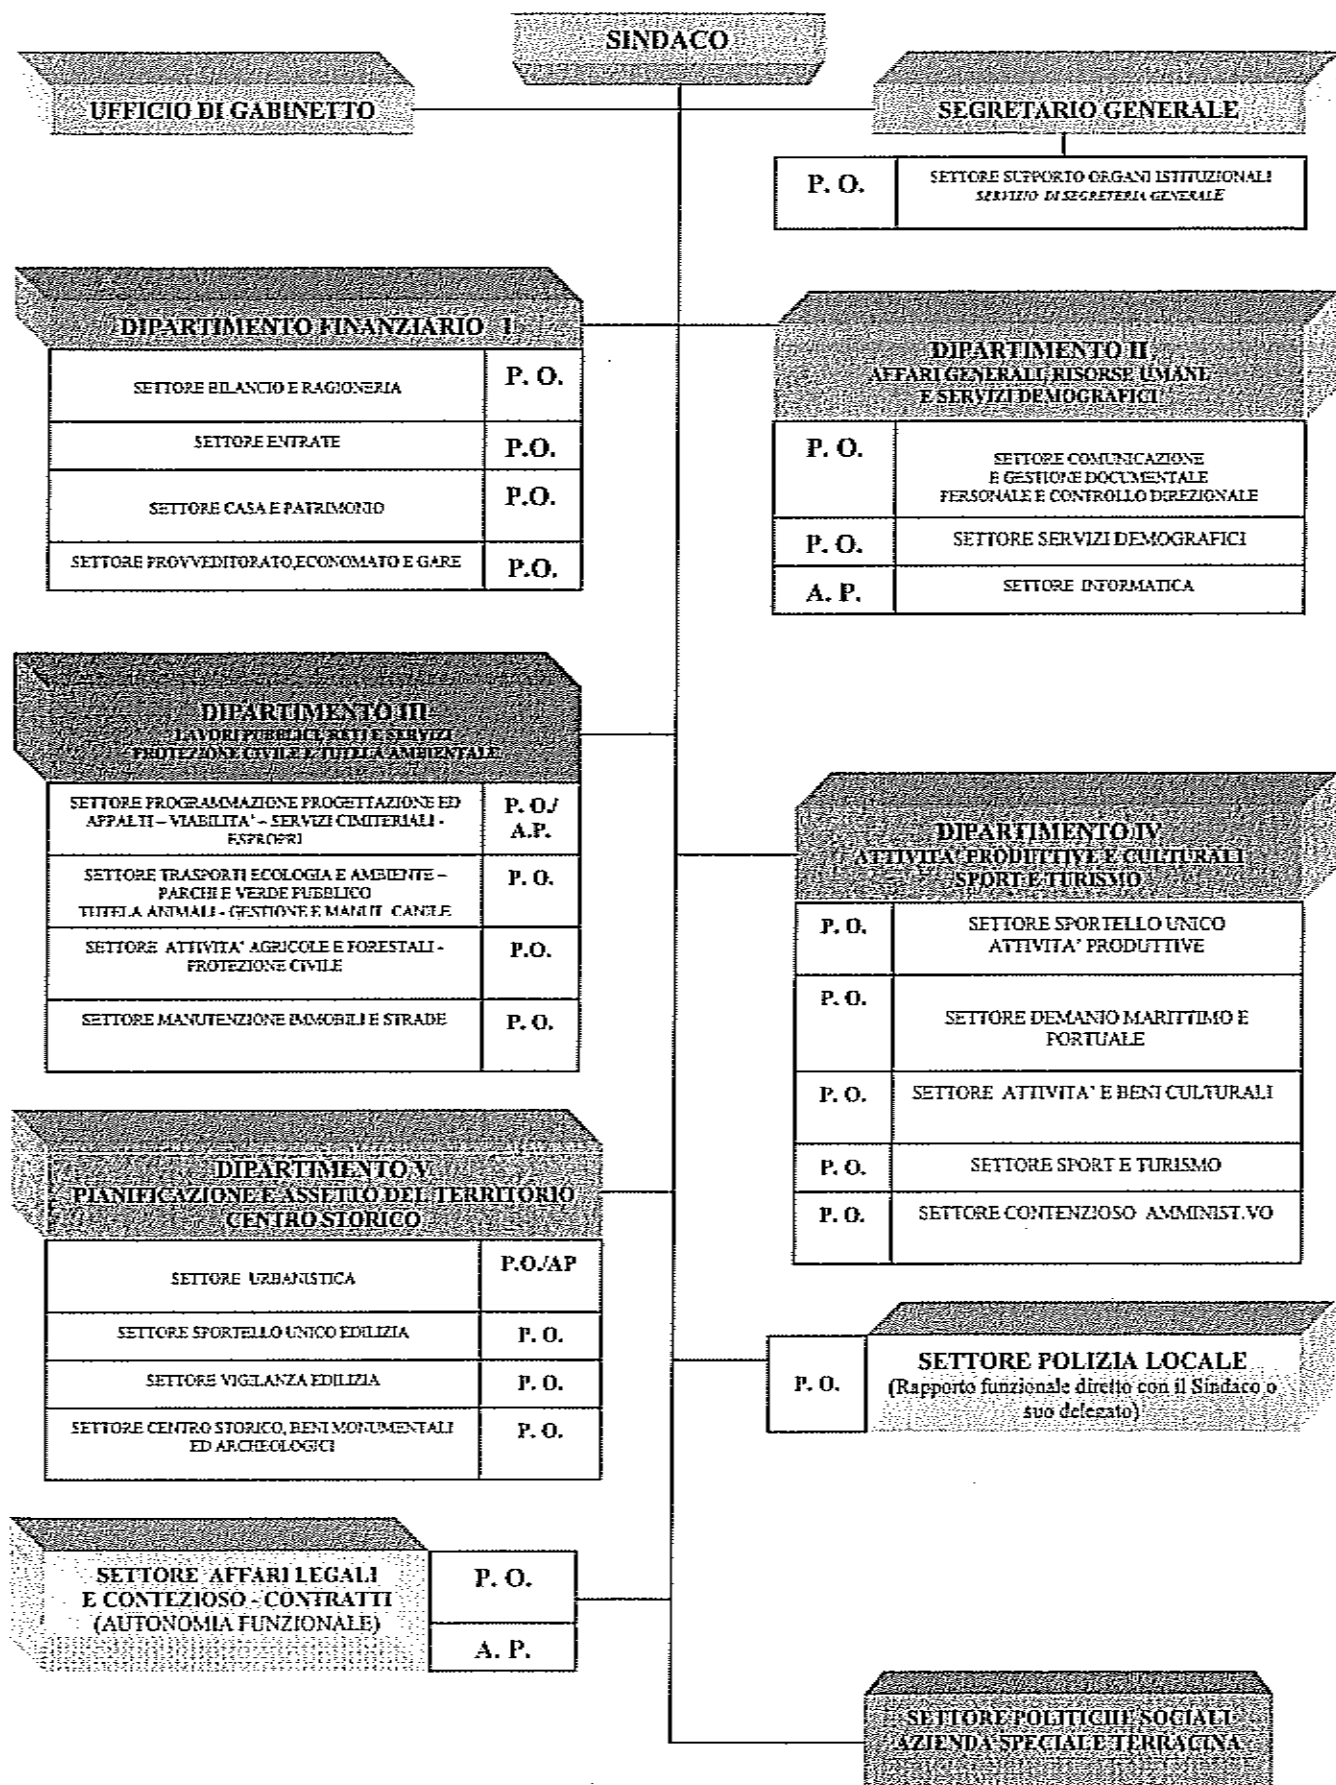 SINDACO
UFFICIO DI GABINETTO
SEGRETARIO GENERALE
P. O.
SETTORE SUPPORTO ORGANI ISTITUZIONALI
SERVIZIO DI SEGRETERIA GENERALE
DIPARTIMENTO FINANZIARIO I
SETTORE BILANCIO E RAGIONERIA
P. O.
SETTORE ENTRATE
P.O.
SETTORE CASA E PATRIMONIO
P.O.
SETTORE PROVVEDITORATO,ECONOMATO E GARE
P.O.
DIPARTIMENTO II
AFFARI GENERALI, RISORSE UMANE
E SERVIZI DEMOGRAFICI
P. O.
SETTORE COMUNICAZIONE
E GESTIONE DOCUMENTALE
PERSONALE E CONTROLLO DIREZIONALE
P. O.
SETTORE SERVIZI DEMOGRAFICI
A. P.
SETTORE INFORMATICA
DIPARTIMENTO III
LAVORI PUBBLICI, RETI E SERVIZI
PROTEZIONE CIVILE E TUTELA AMBIENTALE
SETTORE PROGRAMMAZIONE PROGETTAZIONE ED
APPALTI – VIABILITA' – SERVIZI CIMITERIALI -
ESPROPRI
P. O./
A.P.
SETTORE TRASPORTI ECOLOGIA E AMBIENTE –
PARCHI E VERDE PUBBLICO
TUTELA ANIMALI - GESTIONE E MANUT. CANILE
P. O.
SETTORE ATTIVITA' AGRICOLE E FORESTALI -
PROTEZIONE CIVILE
P.O.
SETTORE MANUTENZIONE IMMOBILI E STRADE
P. O.
DIPARTIMENTO IV
ATTIVITA' PRODUTTIVE E CULTURALI
SPORT E TURISMO
P. O.
SETTORE SPORTELLO UNICO
ATTIVITA' PRODUTTIVE
P. O.
SETTORE DEMANIO MARITTIMO E
PORTUALE
P. O.
SETTORE ATTIVITA' E BENI CULTURALI
P. O.
SETTORE SPORT E TURISMO
P. O.
SETTORE CONTENZIOSO AMMINIST.VO
DIPARTIMENTO V
PIANIFICAZIONE E ASSETTO DEL TERRITORIO
CENTRO STORICO
SETTORE URBANISTICA
P.O./AP
SETTORE SPORTELLO UNICO EDILIZIA
P. O.
SETTORE VIGILANZA EDILIZIA
P. O.
SETTORE CENTRO STORICO, BENI MONUMENTALI
ED ARCHEOLOGICI
P. O.
P. O.
SETTORE POLIZIA LOCALE
(Rapporto funzionale diretto con il Sindaco o
suo delegato)
SETTORE AFFARI LEGALI
E CONTEZIOSO - CONTRATTI
(AUTONOMIA FUNZIONALE)
P. O.
A. P.
SETTORE POLITICHE SOCIALI
AZIENDA SPECIALE TERRACINA